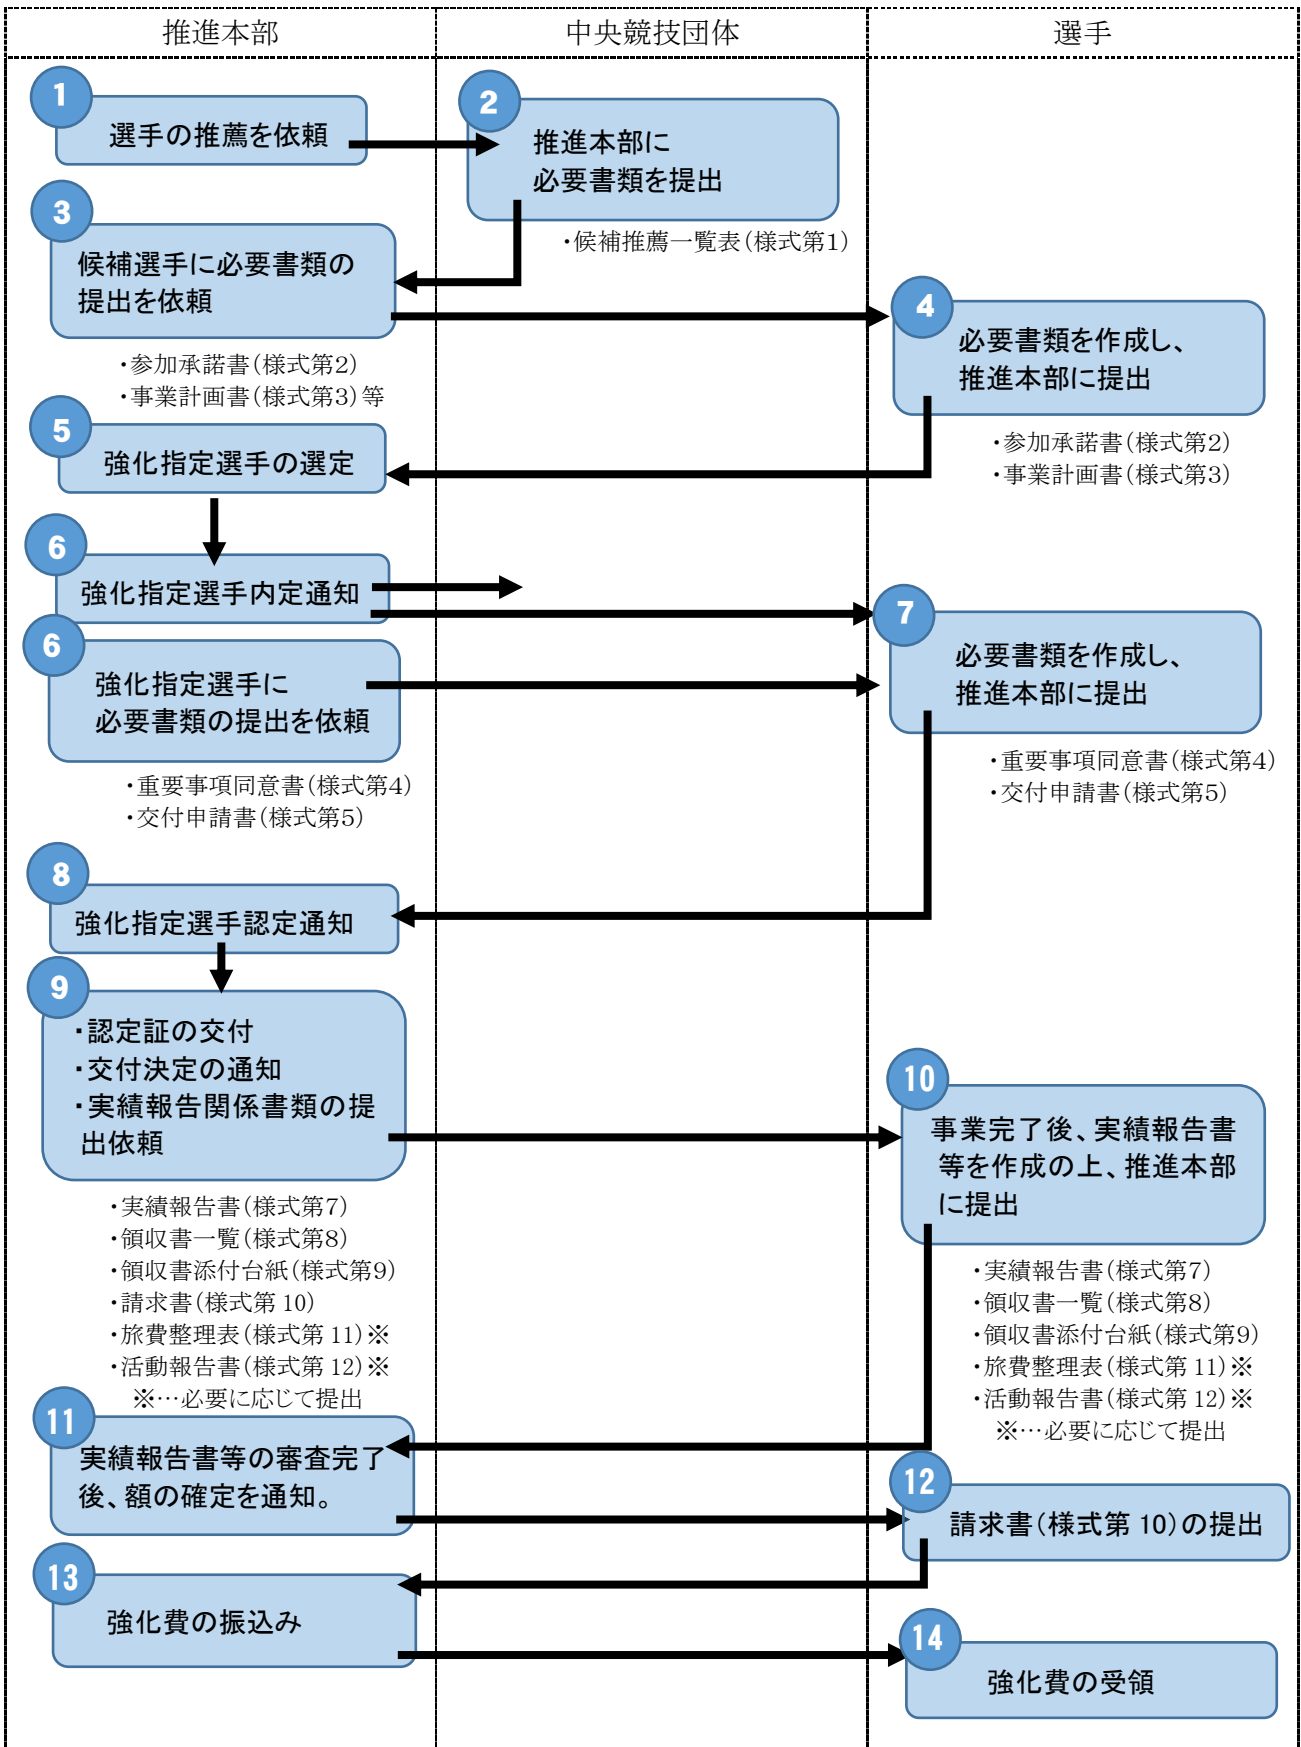 推進本部
中央競技団体
選手
1
選手の推薦を依頼
2
推進本部に
必要書類を提出
・候補推薦一覧表(様式第1)
3
候補選手に必要書類の
提出を依頼
・参加承諾書(様式第2)
・事業計画書(様式第3)等
4
必要書類を作成し、
推進本部に提出
・参加承諾書(様式第2)
・事業計画書(様式第3)
5
強化指定選手の選定
6
強化指定選手内定通知
6
強化指定選手に
必要書類の提出を依頼
・重要事項同意書(様式第4)
・交付申請書(様式第5)
7
必要書類を作成し、
推進本部に提出
・重要事項同意書(様式第4)
・交付申請書(様式第5)
8
強化指定選手認定通知
9
・認定証の交付
・交付決定の通知
・実績報告関係書類の提
出依頼
・実績報告書(様式第7)
・領収書一覧(様式第8)
・領収書添付台紙(様式第9)
・請求書(様式第 10)
・旅費整理表(様式第 11)※
・活動報告書(様式第 12)※
※…必要に応じて提出
10
事業完了後、実績報告書
等を作成の上、推進本部
に提出
・実績報告書(様式第7)
・領収書一覧(様式第8)
・領収書添付台紙(様式第9)
・旅費整理表(様式第 11)※
・活動報告書(様式第 12)※
※…必要に応じて提出
11
実績報告書等の審査完了
後、額の確定を通知。
12
請求書(様式第 10)の提出
13
強化費の振込み
14
強化費の受領